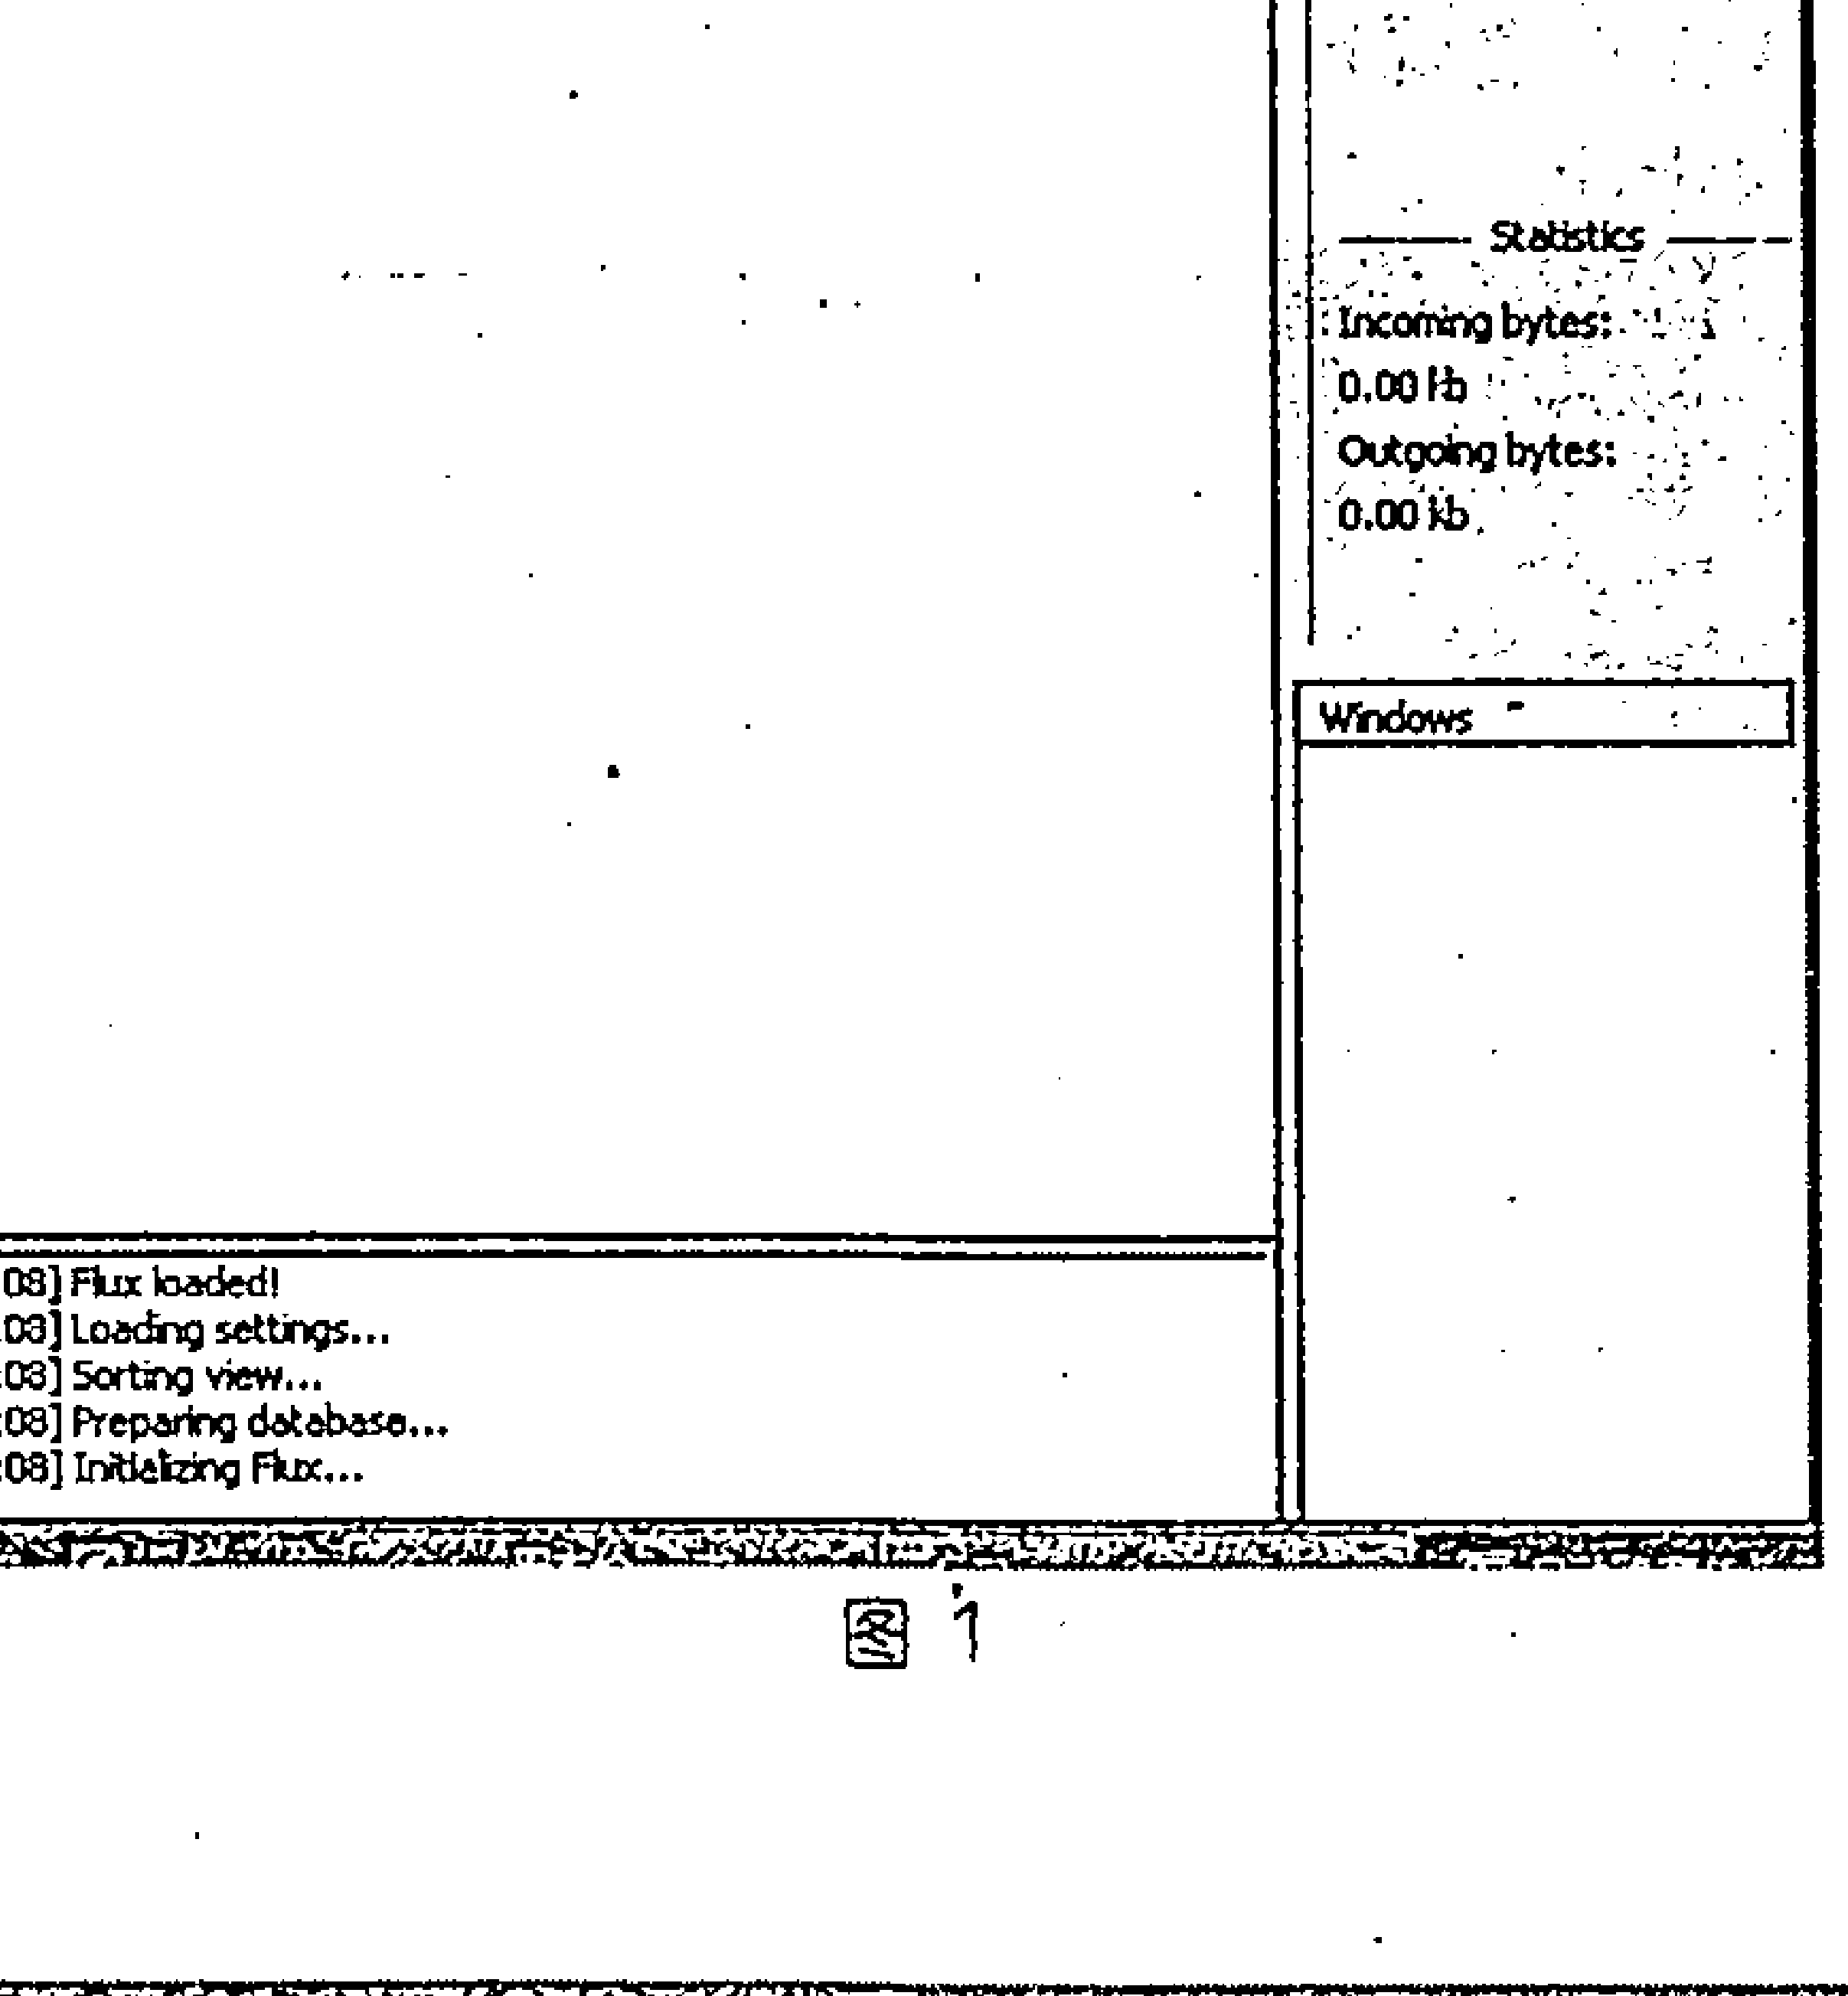 Statistics
Incoming bytes:
0.00 kb
Outgoing bytes:
0.00 kb
Windows
08] Flux loaded!
:08] Loading settings...
:08] Sorting view...
:08] Preparing database...
:08] Initializing Flux...
图 1